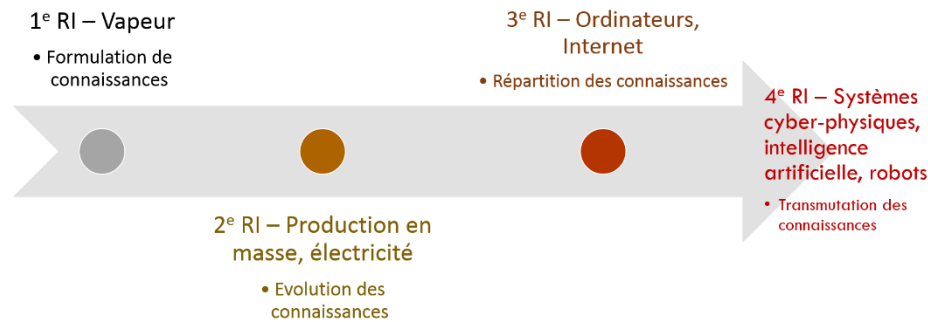 1e RI – Vapeur
• Formulation de
connaissances
2e RI – Production en
masse, électricité
• Evolution des
connaissances
3e RI – Ordinateurs,
Internet
• Répartition des connaissances
4e RI – Systèmes
cyber-physiques,
intelligence
artificielle, robots
• Transmutation des
connaissances